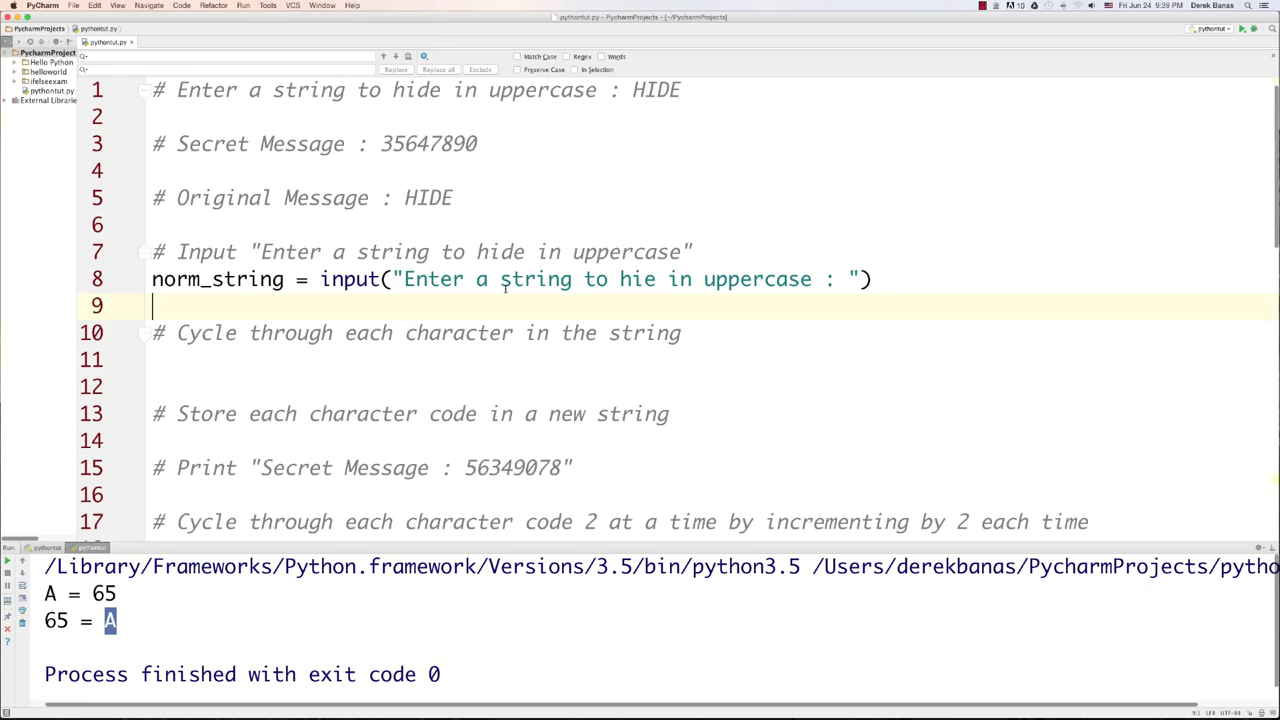 PyCharm File Edit View Navigate Code Refactor Run Tools VCS Window Help 10 Fri Jun 24 9:39 PM Derek Banas
pythontut.py - PycharmProjects - [~/PycharmProjects]
PycharmProjects pythontut.py pythontut
pythontut.py
PycharmProject
Hello Python
helloworld
ifelseexam
pythontut.py
External Librarie
Match Case Regex Words
Replace Replace all Exclude Preserve Case In Selection
1 # Enter a string to hide in uppercase : HIDE
2
3 # Secret Message : 35647890
4
5 # Original Message : HIDE
6
7 # Input "Enter a string to hide in uppercase"
8 norm_string = input("Enter a string to hie in uppercase : ")
9
10 # Cycle through each character in the string
11
12
13 # Store each character code in a new string
14
15 # Print "Secret Message : 56349078"
16
17 # Cycle through each character code 2 at a time by incrementing by 2 each time
Run: pythontut pythontut
/Library/Frameworks/Python.framework/Versions/3.5/bin/python3.5 /Users/derekbanas/PycharmProjects/pytho
A = 65
65 = A
Process finished with exit code 0
9:1 LF÷ UTF-8÷